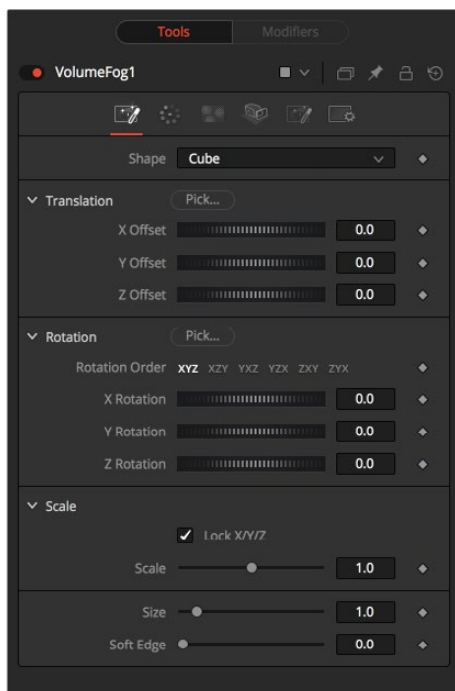 Tools Modifiers
VolumeFog1
Shape Cube
Translation Pick...
X Offset 0.0
Y Offset 0.0
Z Offset 0.0
Rotation Pick...
Rotation Order XYZ XZY YXZ YZX ZXY ZYX
X Rotation 0.0
Y Rotation 0.0
Z Rotation 0.0
Scale
Lock X/Y/Z
Scale 1.0
Size 1.0
Soft Edge 0.0